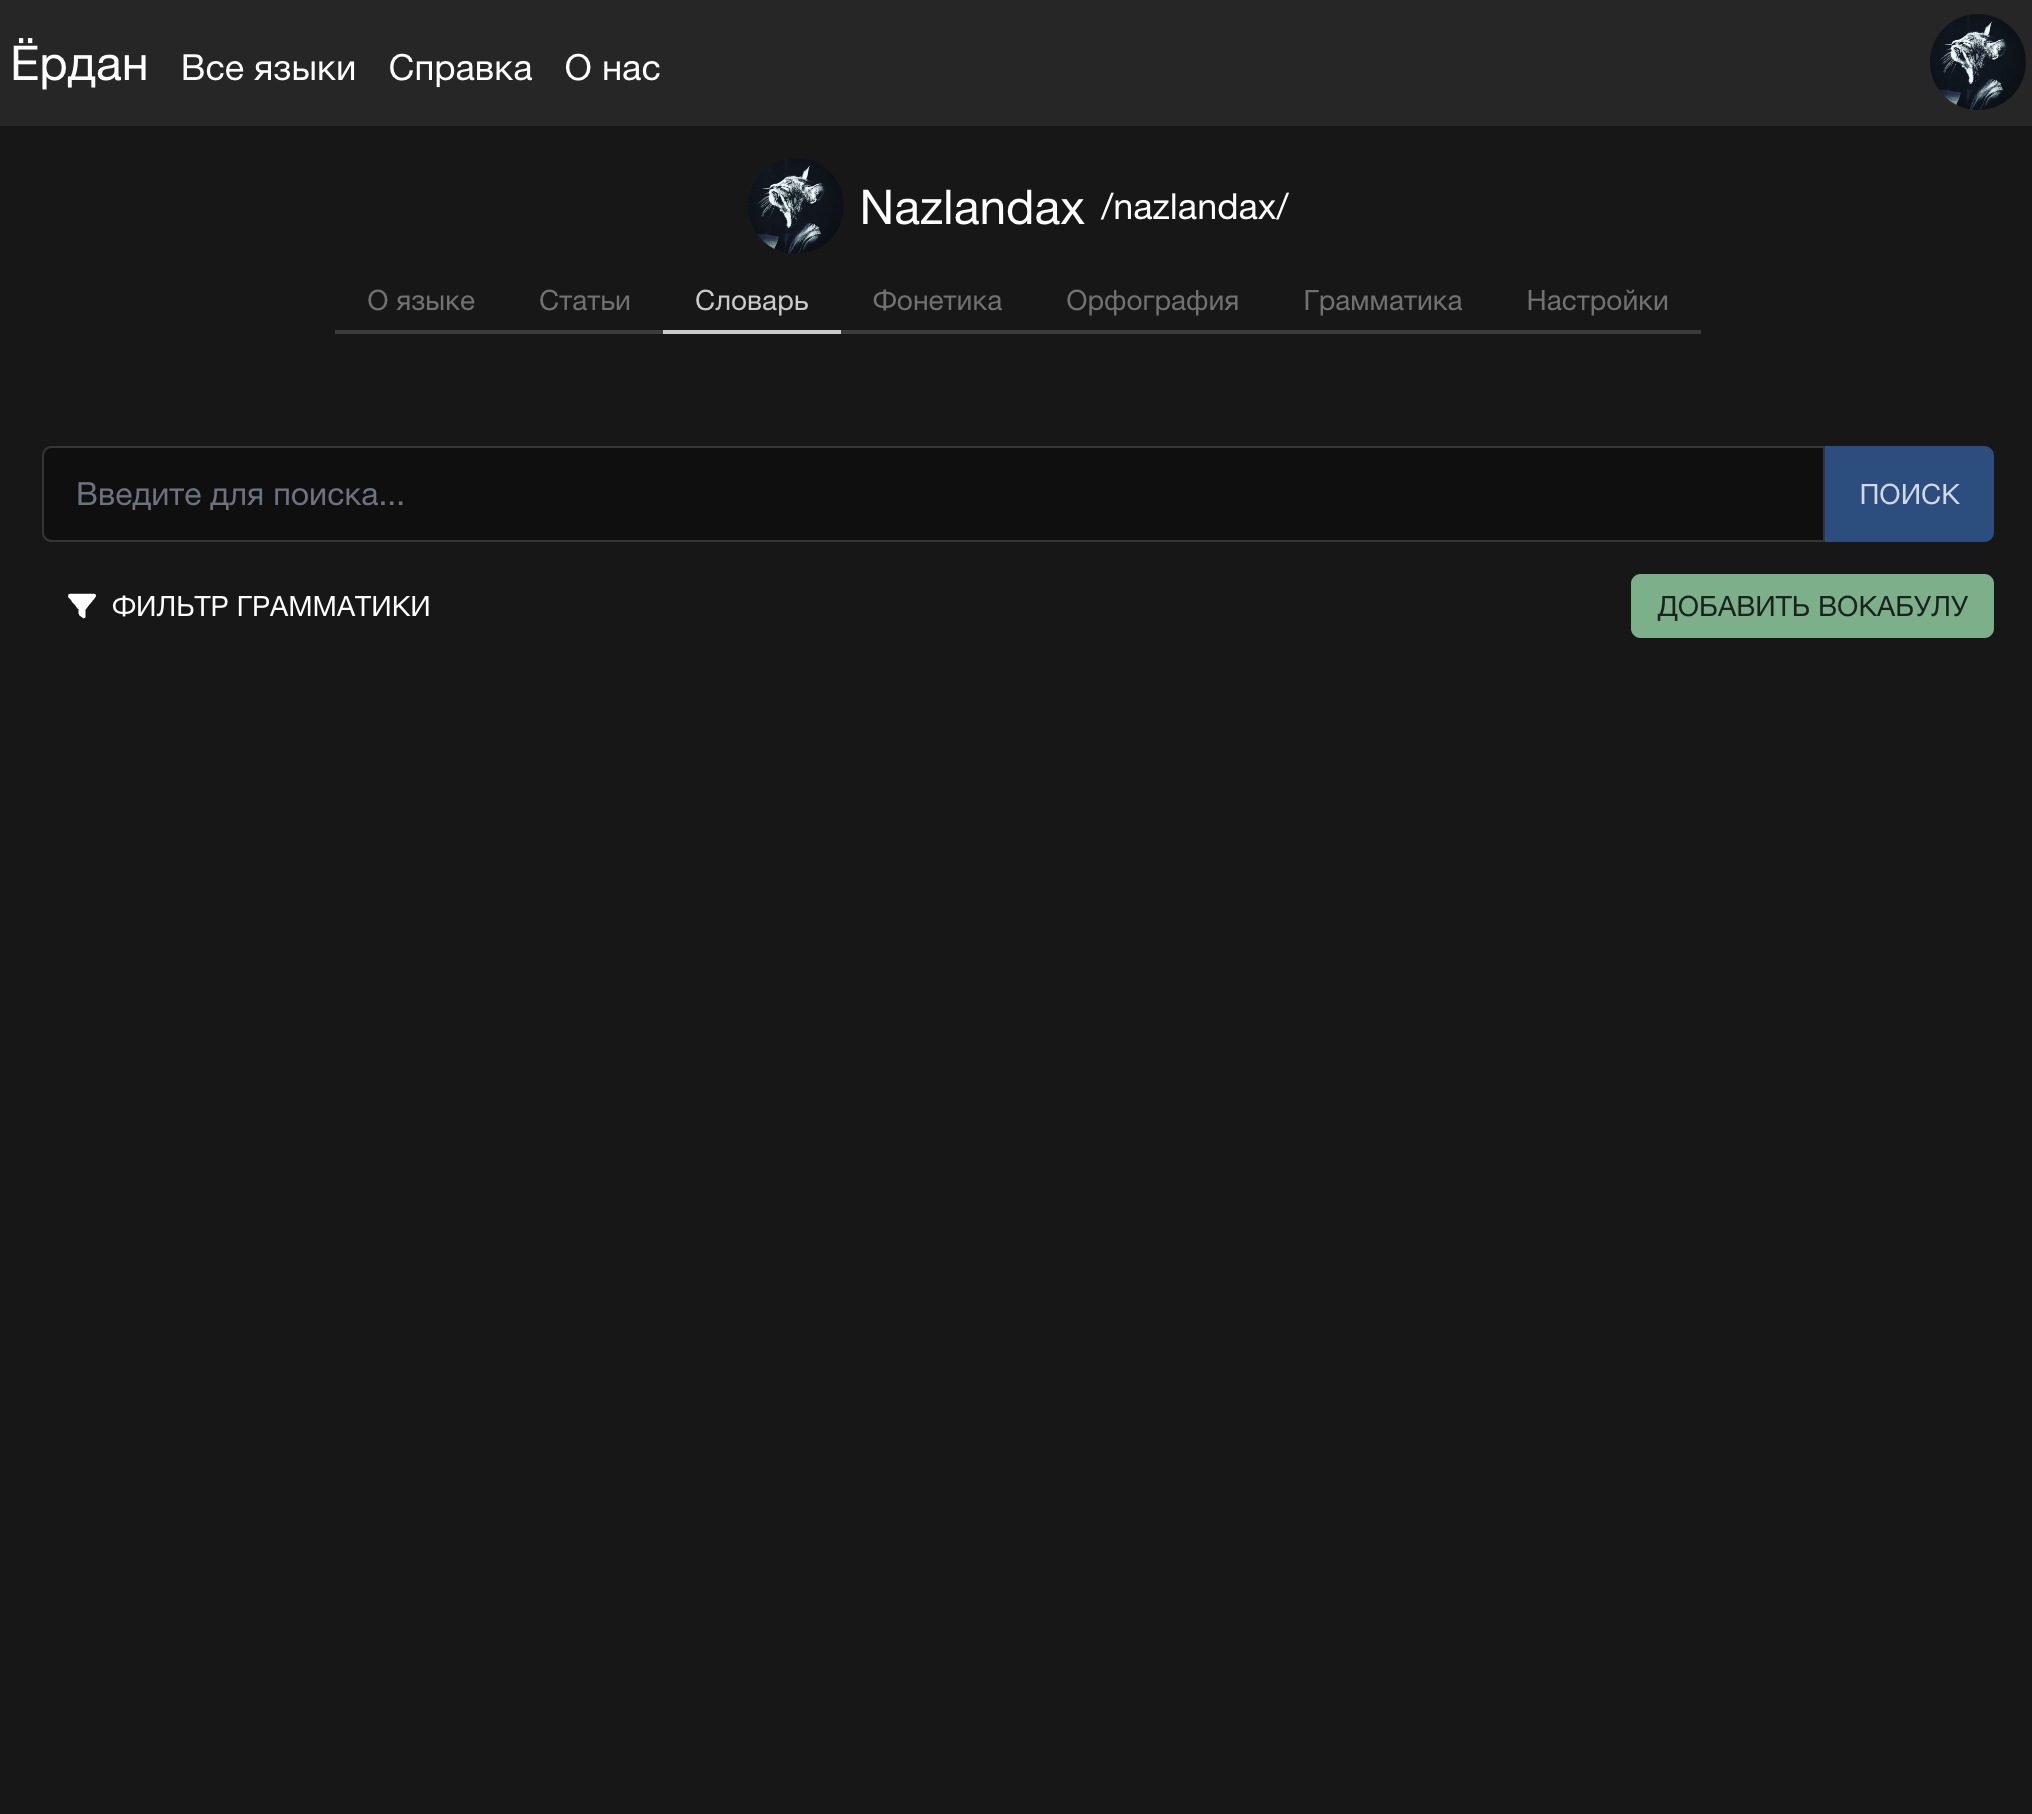 Ёрдан Все языки Справка О нас
Nazlandax /nazlandax/
О языке Статьи Словарь Фонетика Орфография Грамматика Настройки
Введите для поиска... ПОИСК
ФИЛЬТР ГРАММАТИКИ ДОБАВИТЬ ВОКАБУЛУ